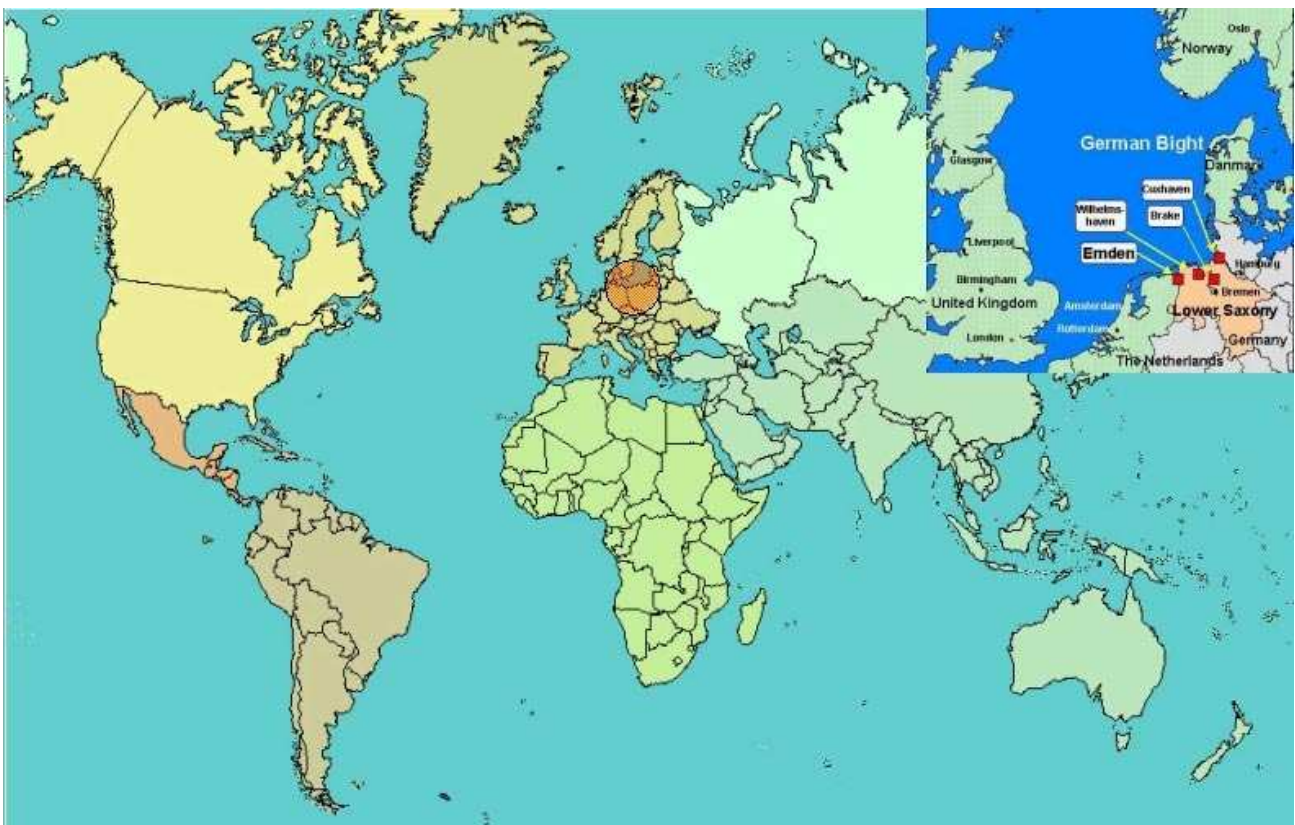 Oslo
Norway
German Bight
Glasgow
Danmark
Cuxhaven
Wilhelms-
haven
Brake
Liverpool
Emden
Hamburg
Birmingham
Bremen
United Kingdom
Amsterdam
Lower Saxony
Rotterdam
London
Germany
The Netherlands